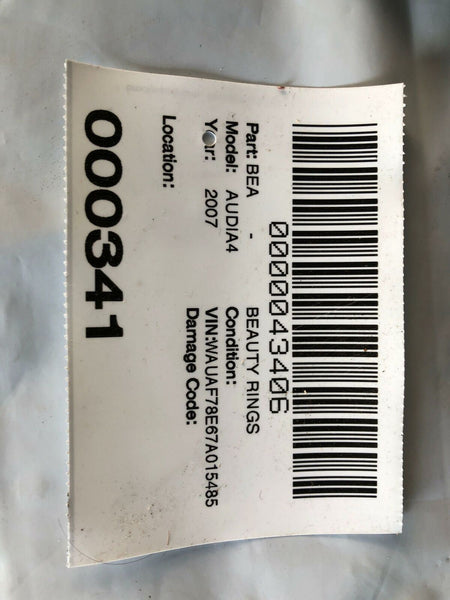 0000043406
Part: BEA - BEAUTY RINGS
Model: AUDIA4 Condition:
Year: 2007 VIN:WAUAF78E67A015485
Damage Code:
Location:
000341